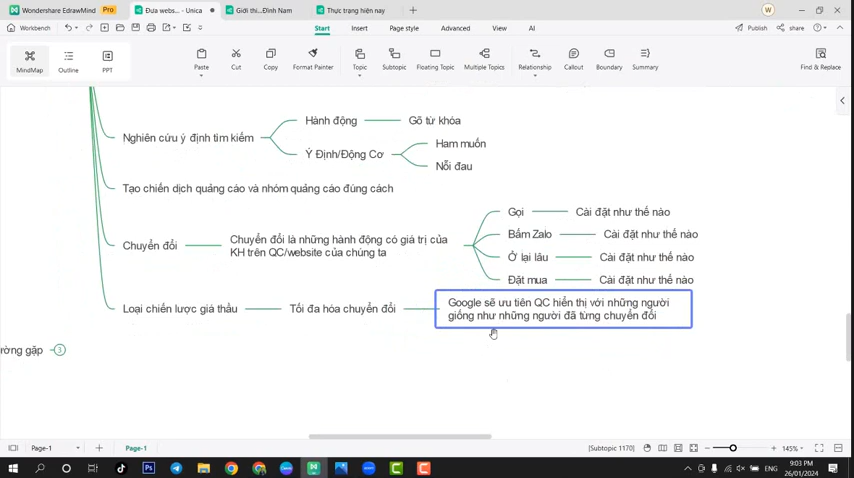 Wondershare EdrawMind Pro
Đưa webs... - Unica
Giới thi...Đình Nam
Thực trạng hiện nay
W
Workbench
Start
Insert
Page style
Advanced
View
AI
Publish
share
MindMap
Outline
PPT
Paste
Cut
Copy
Format Painter
Topic
Subtopic
Floating Topic
Multiple Topics
Relationship
Callout
Boundary
Summary
Find & Replace
Nghiên cứu ý định tìm kiếm
Hành động
Gõ từ khóa
Ý Định/Động Cơ
Ham muốn
Nỗi đau
Tạo chiến dịch quảng cáo và nhóm quảng cáo đúng cách
Chuyển đổi
Chuyển đổi là những hành động có giá trị của
KH trên QC/website của chúng ta
Gọi
Cài đặt như thế nào
Bấm Zalo
Cài đặt như thế nào
Ở lại lâu
Cài đặt như thế nào
Đặt mua
Cài đặt như thế nào
Loại chiến lược giá thầu
Tối đa hóa chuyển đổi
Google sẽ ưu tiên QC hiển thị với những người
giống như những người đã từng chuyển đổi
ường gặp
3
Page-1
Page-1
[Subtopic 1170]
145%
ENG
9:03 PM
26/01/2024